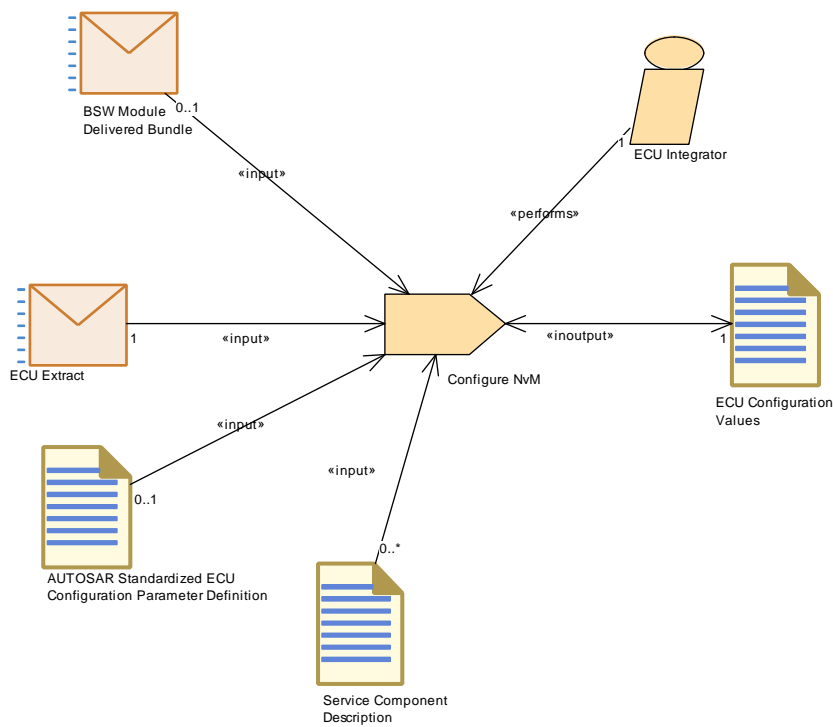 0..1
BSW Module
Delivered Bundle
«input»
1
ECU Integrator
«performs»
1
«input»
ECU Extract
«inoutput»
1
Configure NvM
ECU Configuration
Values
«input»
0..1
«input»
AUTOSAR Standardized ECU
Configuration Parameter Definition
0..*
Service Component
Description